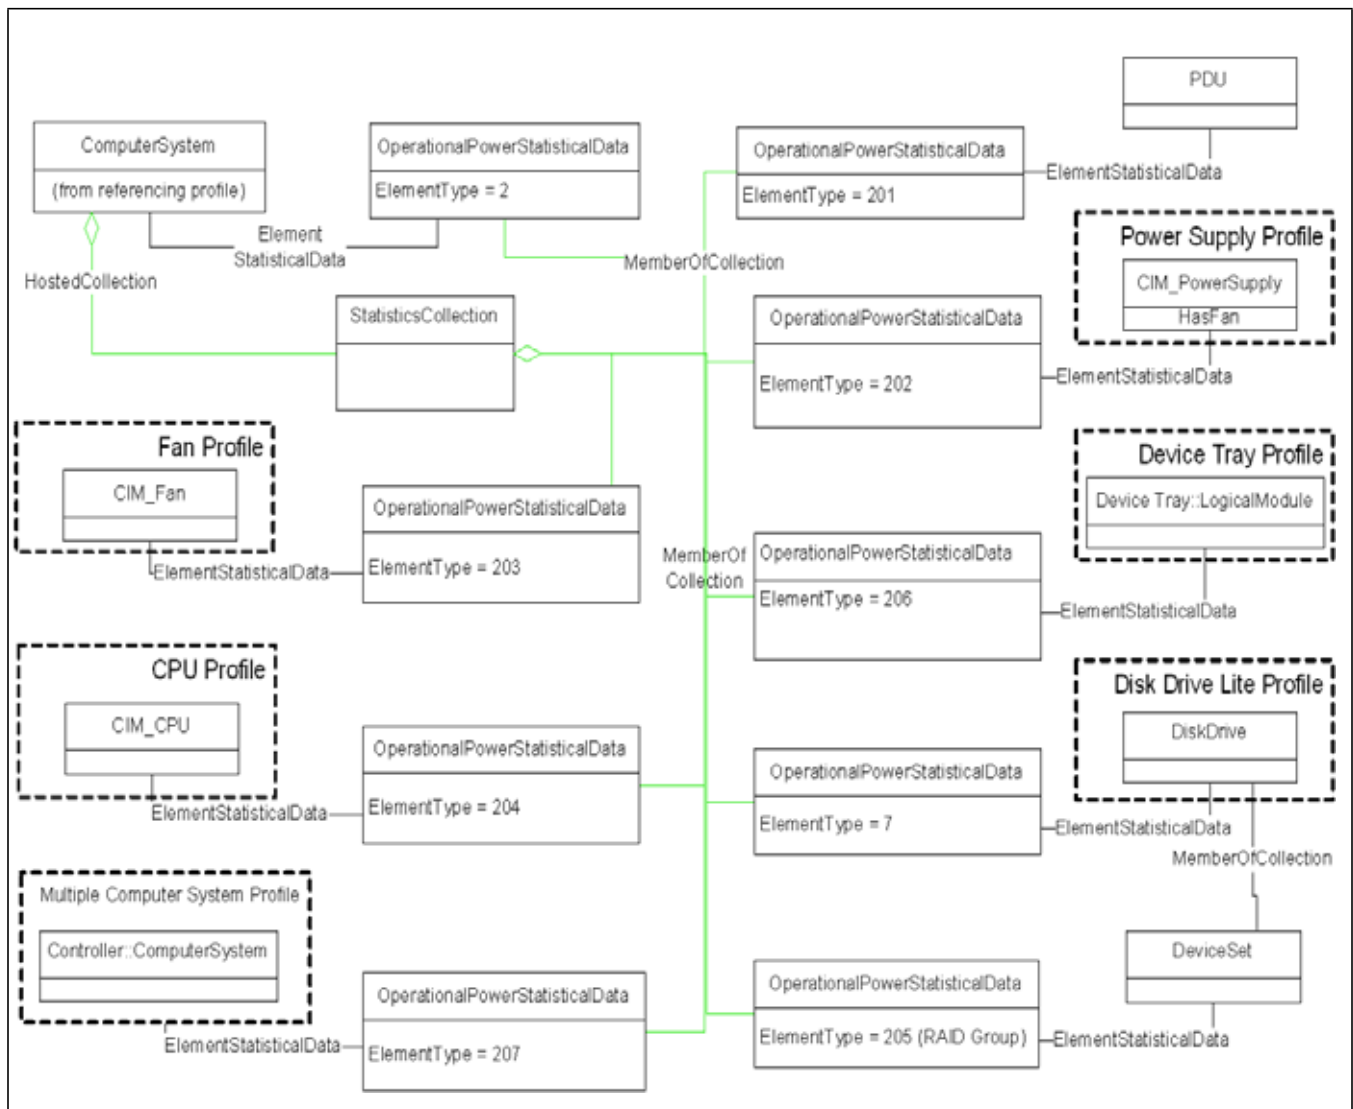 PDU
ComputerSystem
(from referencing profile)
OperationalPowerStatisticalData
ElementType = 2
OperationalPowerStatisticalData
ElementType = 201
ElementStatisticalData
Element
StatisticalData
HostedCollection
MemberOfCollection
Power Supply Profile
CIM_PowerSupply
HasFan
StatisticsCollection
OperationalPowerStatisticalData
ElementType = 202
ElementStatisticalData
Fan Profile
CIM_Fan
ElementStatisticalData
OperationalPowerStatisticalData
ElementType = 203
MemberOf
Collection
OperationalPowerStatisticalData
ElementType = 206
Device Tray Profile
Device Tray::LogicalModule
ElementStatisticalData
CPU Profile
CIM_CPU
ElementStatisticalData
OperationalPowerStatisticalData
ElementType = 204
OperationalPowerStatisticalData
ElementType = 7
Disk Drive Lite Profile
DiskDrive
ElementStatisticalData
MemberOfCollection
Multiple Computer System Profile
Controller::ComputerSystem
ElementStatisticalData
OperationalPowerStatisticalData
ElementType = 207
OperationalPowerStatisticalData
ElementType = 205 (RAID Group)
DeviceSet
ElementStatisticalData